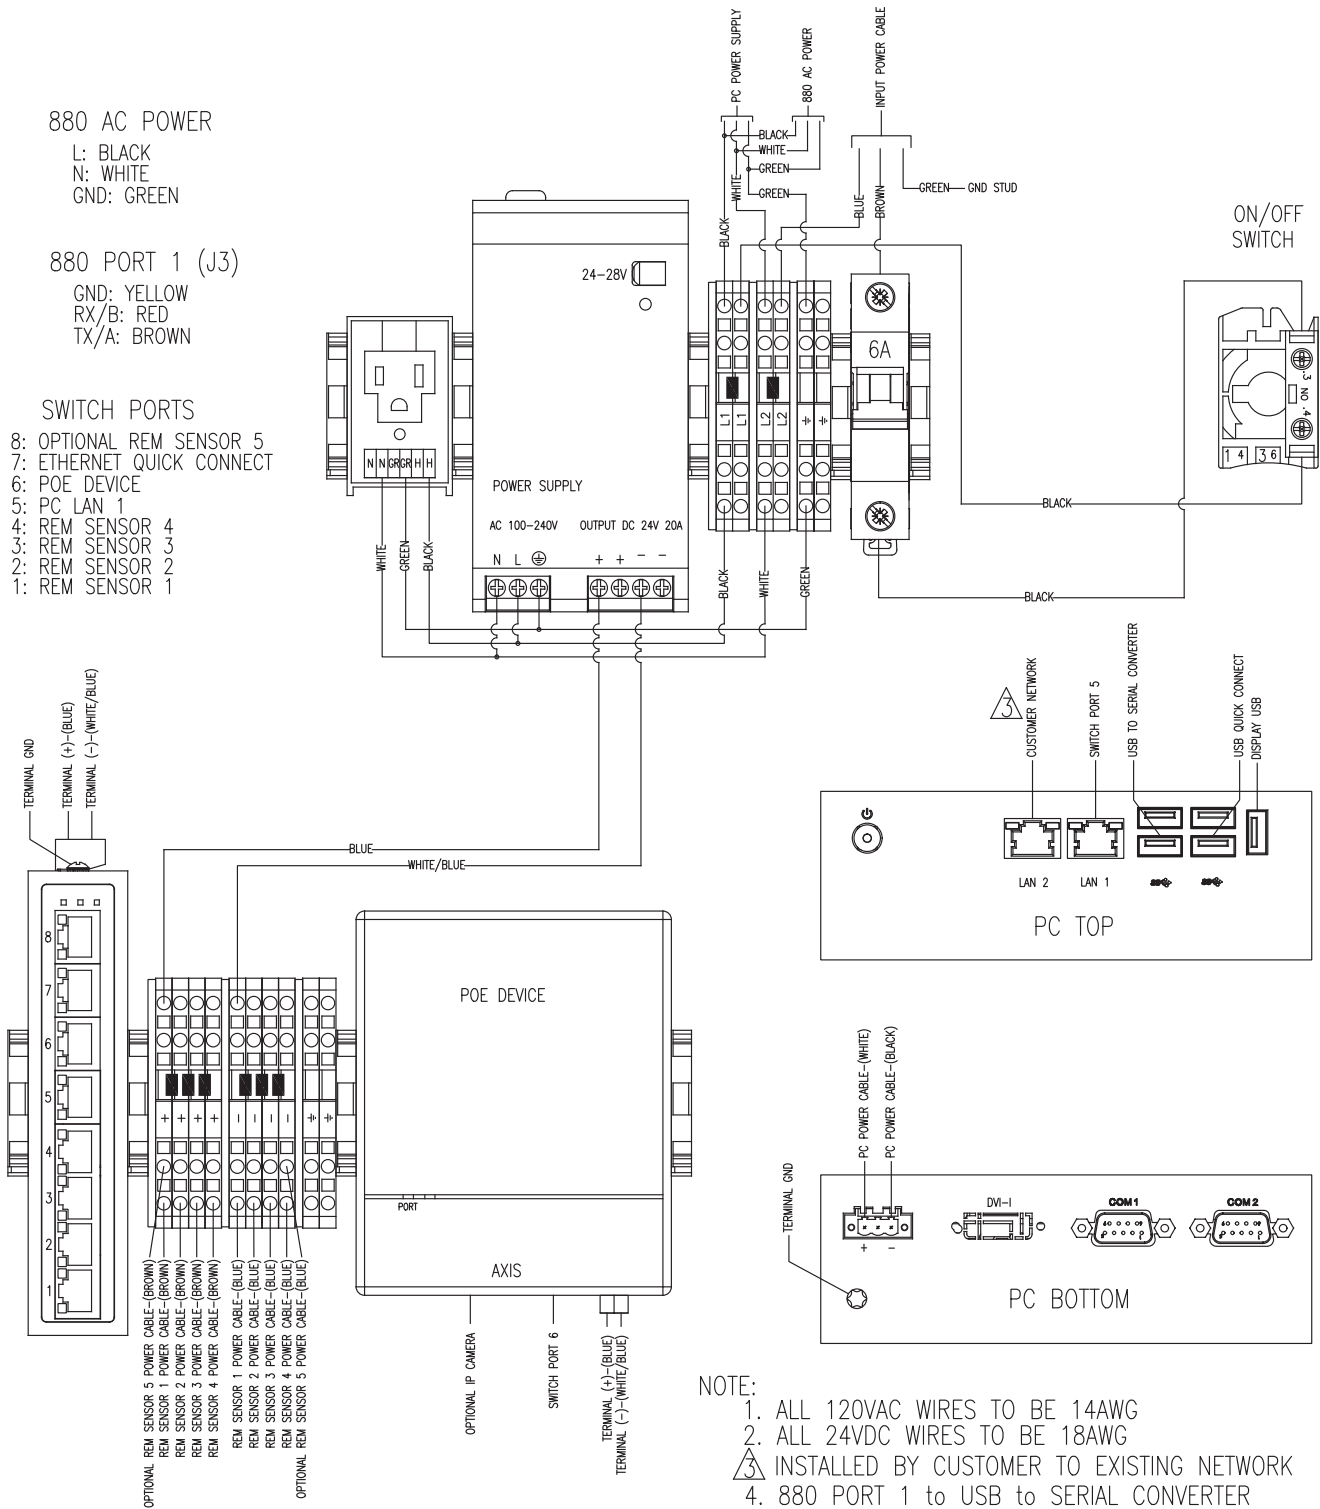 880 AC POWER
L: BLACK
N: WHITE
GND: GREEN
880 PORT 1 (J3)
GND: YELLOW
RX/B: RED
TX/A: BROWN
SWITCH PORTS
8: OPTIONAL REM SENSOR 5
7: ETHERNET QUICK CONNECT
6: POE DEVICE
5: PC LAN 1
4: REM SENSOR 4
3: REM SENSOR 3
2: REM SENSOR 2
1: REM SENSOR 1
PC POWER SUPPLY
880 AC POWER
INPUT POWER CABLE
BLACK
WHITE
GREEN
GREEN
WHITE
BLACK
BLUE
BROWN
GREEN
GND STUD
ON/OFF
SWITCH
24-28V
6A
.3 NO .4
1 4 3 6
L1 L1 L2 L2
N N GR GR H H
POWER SUPPLY
AC 100-240V
OUTPUT DC 24V 20A
N L
+ + - -
WHITE
GREEN
BLACK
BLACK
WHITE
GREEN
BLACK
BLACK
TERMINAL GND
TERMINAL (+)-(BLUE)
TERMINAL (-)-(WHITE/BLUE)
BLUE
WHITE/BLUE
8
7
6
5
4
3
2
1
+ + + + - - - -
POE DEVICE
PORT
AXIS
OPTIONAL REM SENSOR 5 POWER CABLE-(BROWN)
REM SENSOR 1 POWER CABLE-(BROWN)
REM SENSOR 2 POWER CABLE-(BROWN)
REM SENSOR 3 POWER CABLE-(BROWN)
REM SENSOR 4 POWER CABLE-(BROWN)
REM SENSOR 1 POWER CABLE-(BLUE)
REM SENSOR 2 POWER CABLE-(BLUE)
REM SENSOR 3 POWER CABLE-(BLUE)
REM SENSOR 4 POWER CABLE-(BLUE)
OPTIONAL REM SENSOR 5 POWER CABLE-(BLUE)
OPTIONAL IP CAMERA
SWITCH PORT 6
TERMINAL (+)-(BLUE)
TERMINAL (-)-(WHITE/BLUE)
3
CUSTOMER NETWORK
SWITCH PORT 5
USB TO SERIAL CONVERTER
USB QUICK CONNECT
DISPLAY USB
LAN 2
LAN 1
PC TOP
PC POWER CABLE-(WHITE)
PC POWER CABLE-(BLACK)
TERMINAL GND
+ -
DVI-I
COM 1
COM 2
PC BOTTOM
NOTE:
1. ALL 120VAC WIRES TO BE 14AWG
2. ALL 24VDC WIRES TO BE 18AWG
3 INSTALLED BY CUSTOMER TO EXISTING NETWORK
4. 880 PORT 1 to USB to SERIAL CONVERTER